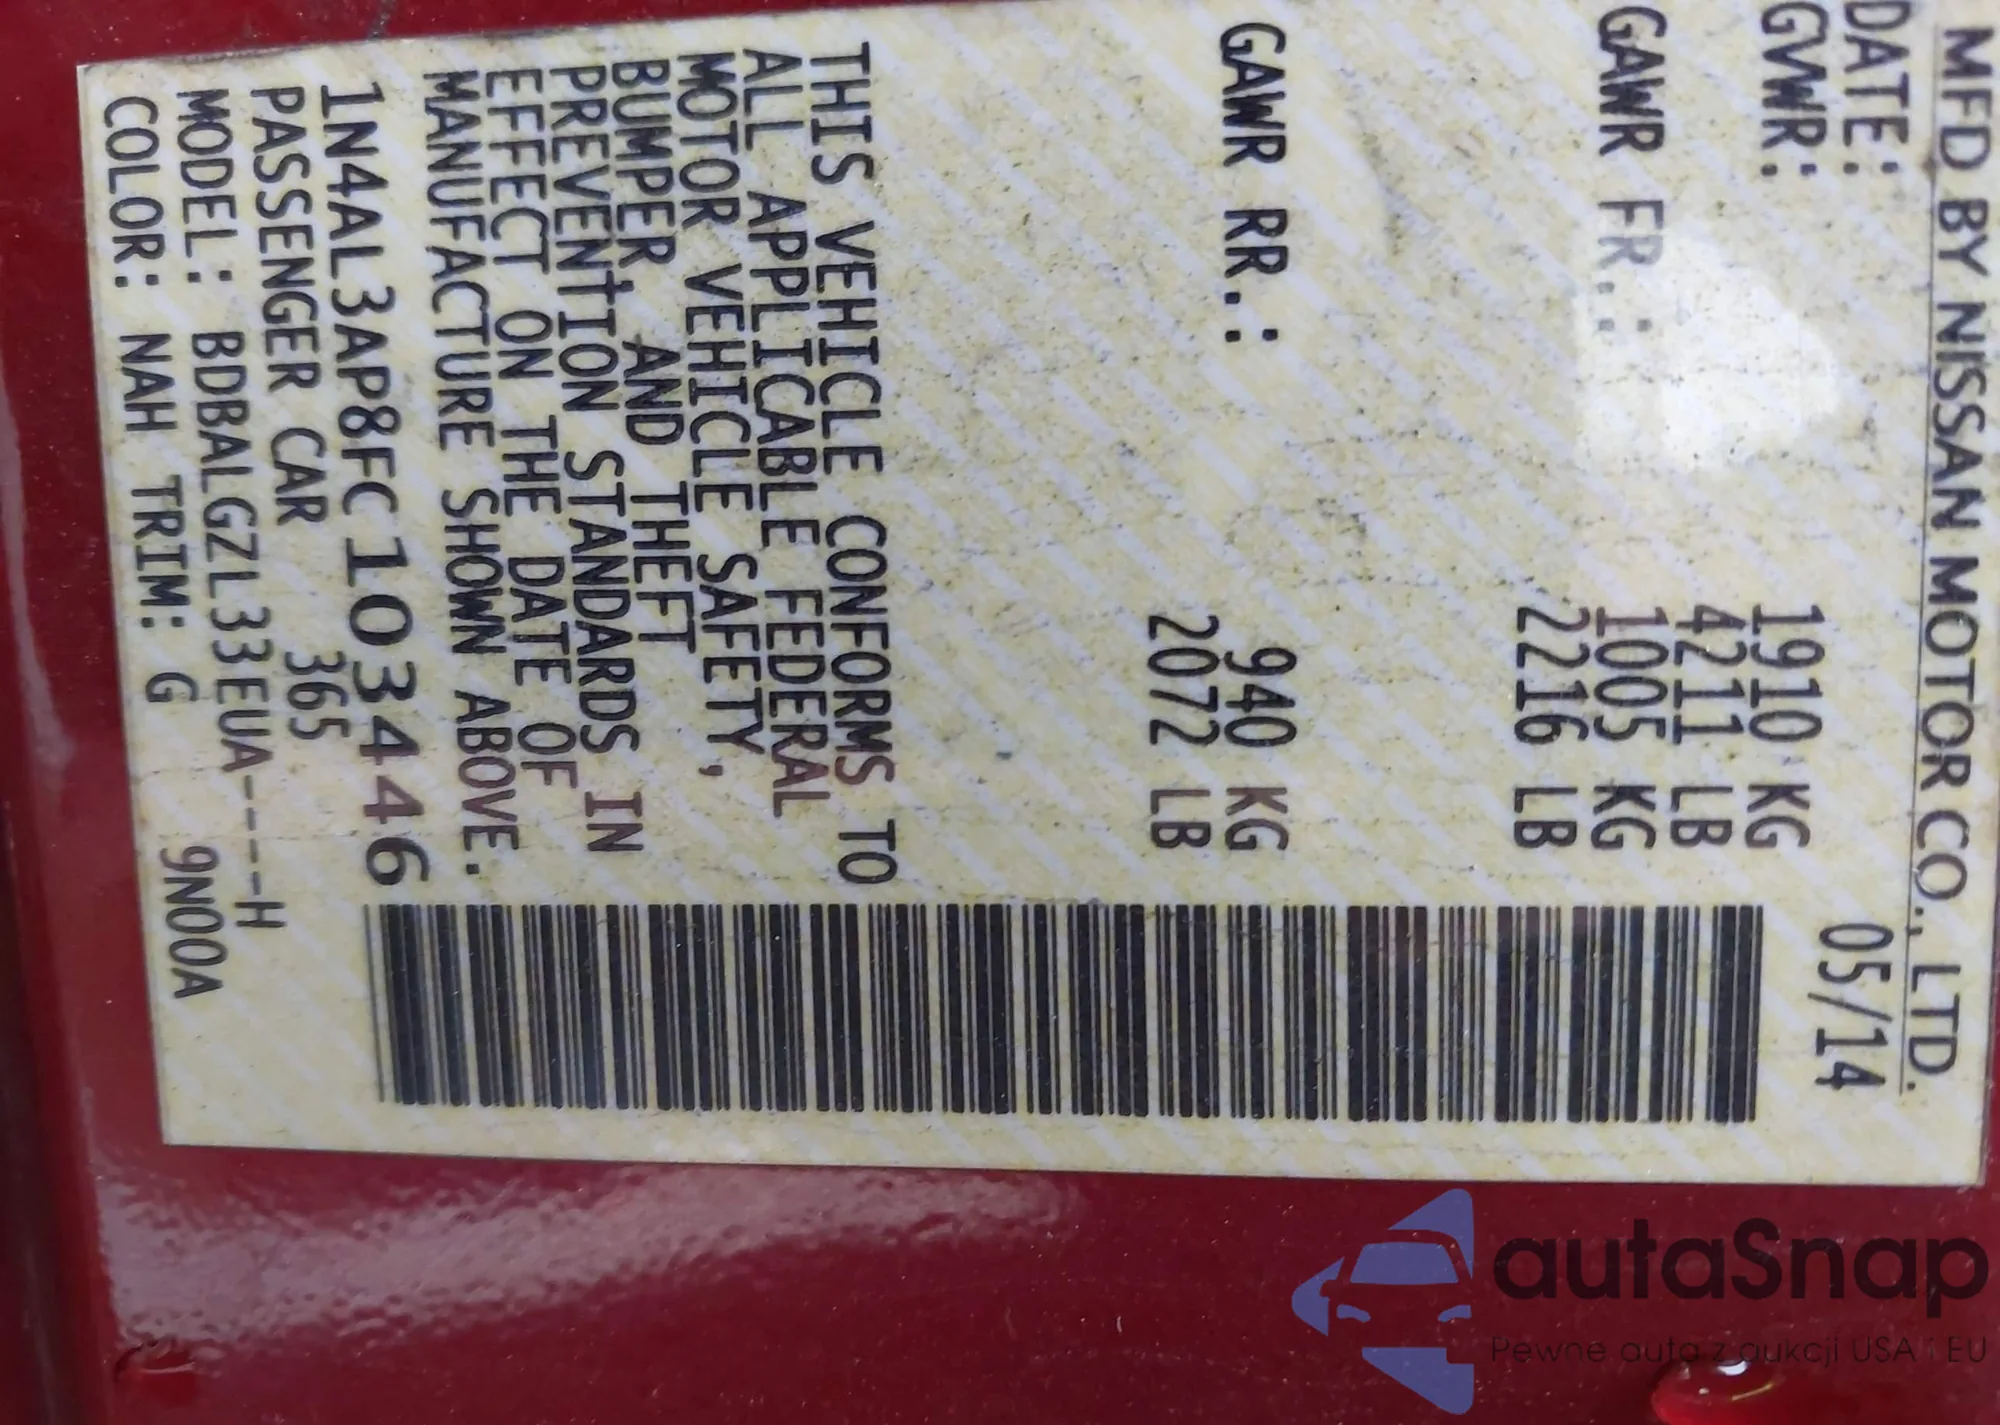 MFD BY NISSAN MOTOR CO., LTD.
DATE: 05/14
GVWR: 1910 KG
4211 LB
GAWR FR.: 1005 KG
2216 LB
GAWR RR.: 940 KG
2072 LB
THIS VEHICLE CONFORMS TO
ALL APPLICABLE FEDERAL
MOTOR VEHICLE SAFETY,
BUMPER, AND THEFT
PREVENTION STANDARDS IN
EFFECT ON THE DATE OF
MANUFACTURE SHOWN ABOVE.
1N4AL3AP8FC103446
PASSENGER CAR 365
MODEL: BDBALGZL33EUA----H
COLOR: NAH TRIM: G 9N00A
autaSnap
Pewne auta z aukcji USA i EU